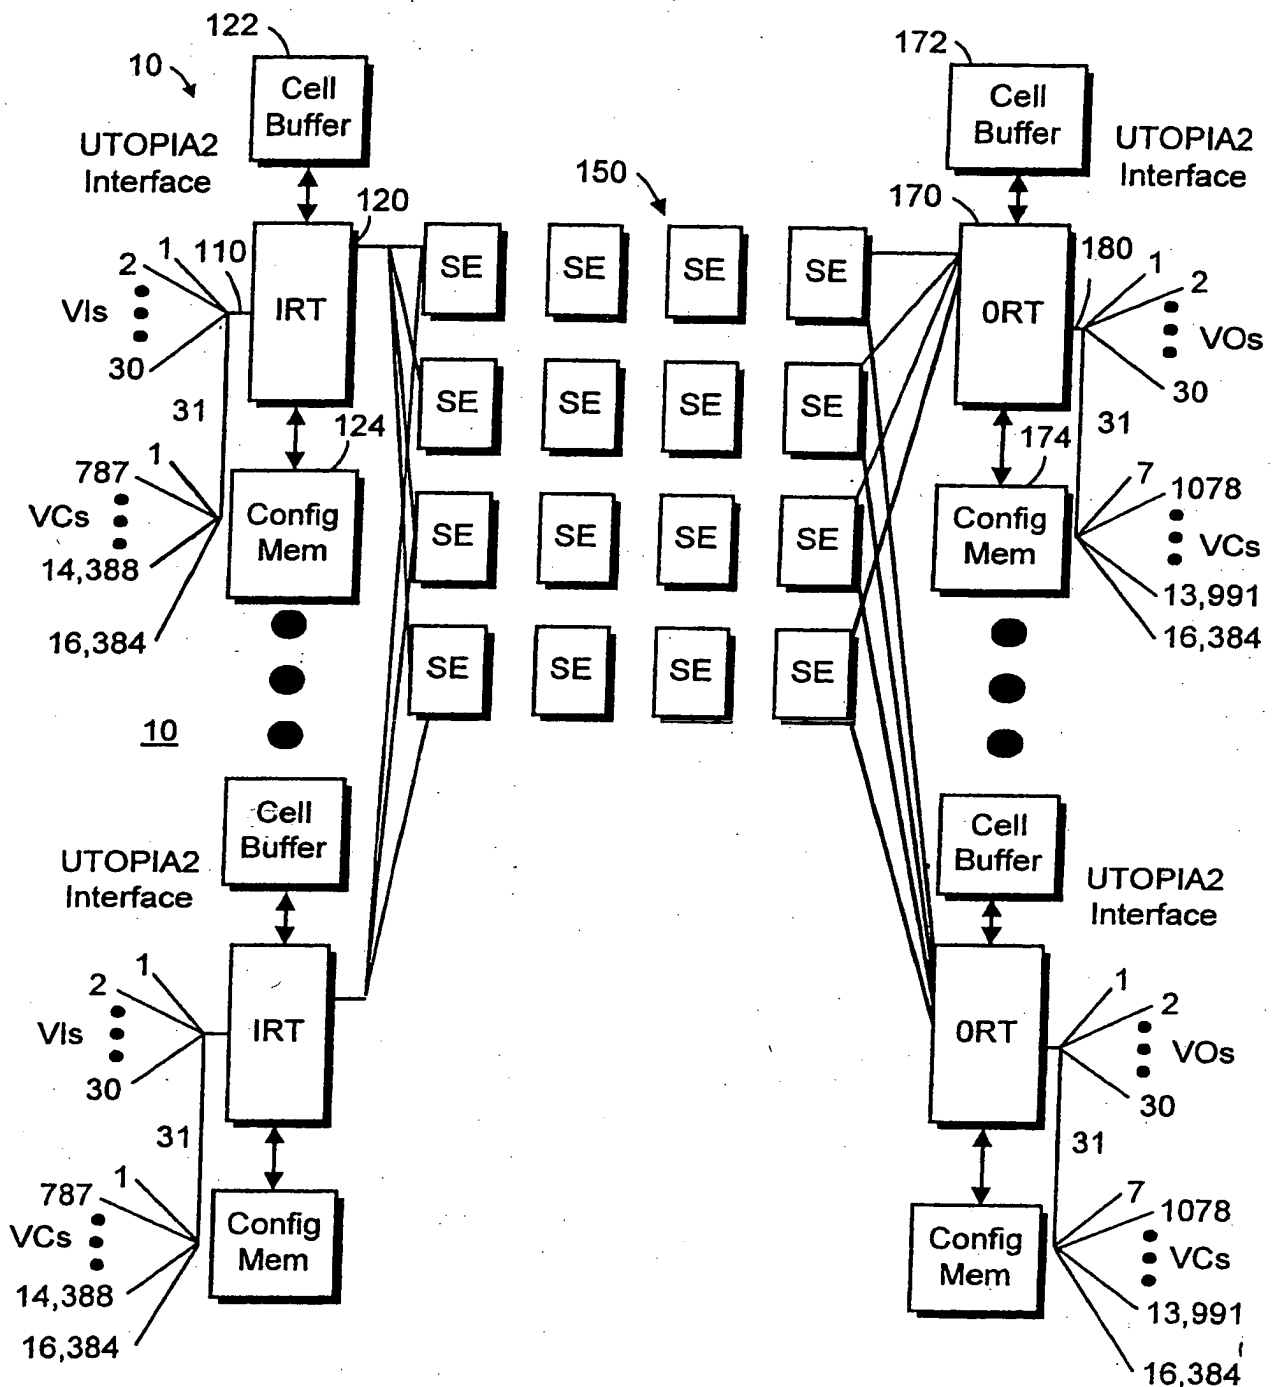 122
10
Cell
Buffer
UTOPIA2
Interface
120
1
2
110
VIs
30
IRT
31
124
1
787
VCs
14,388
16,384
Config
Mem
10
150
SE SE SE SE
SE SE SE SE
SE SE SE SE
SE SE SE SE
172
Cell
Buffer
UTOPIA2
Interface
170
180
1
2
VOs
30
0RT
31
174
7
1078
VCs
13,991
16,384
Config
Mem
Cell
Buffer
UTOPIA2
Interface
1
2
VIs
30
IRT
31
1
787
VCs
14,388
16,384
Config
Mem
Cell
Buffer
UTOPIA2
Interface
1
2
VOs
30
0RT
31
7
1078
VCs
13,991
16,384
Config
Mem